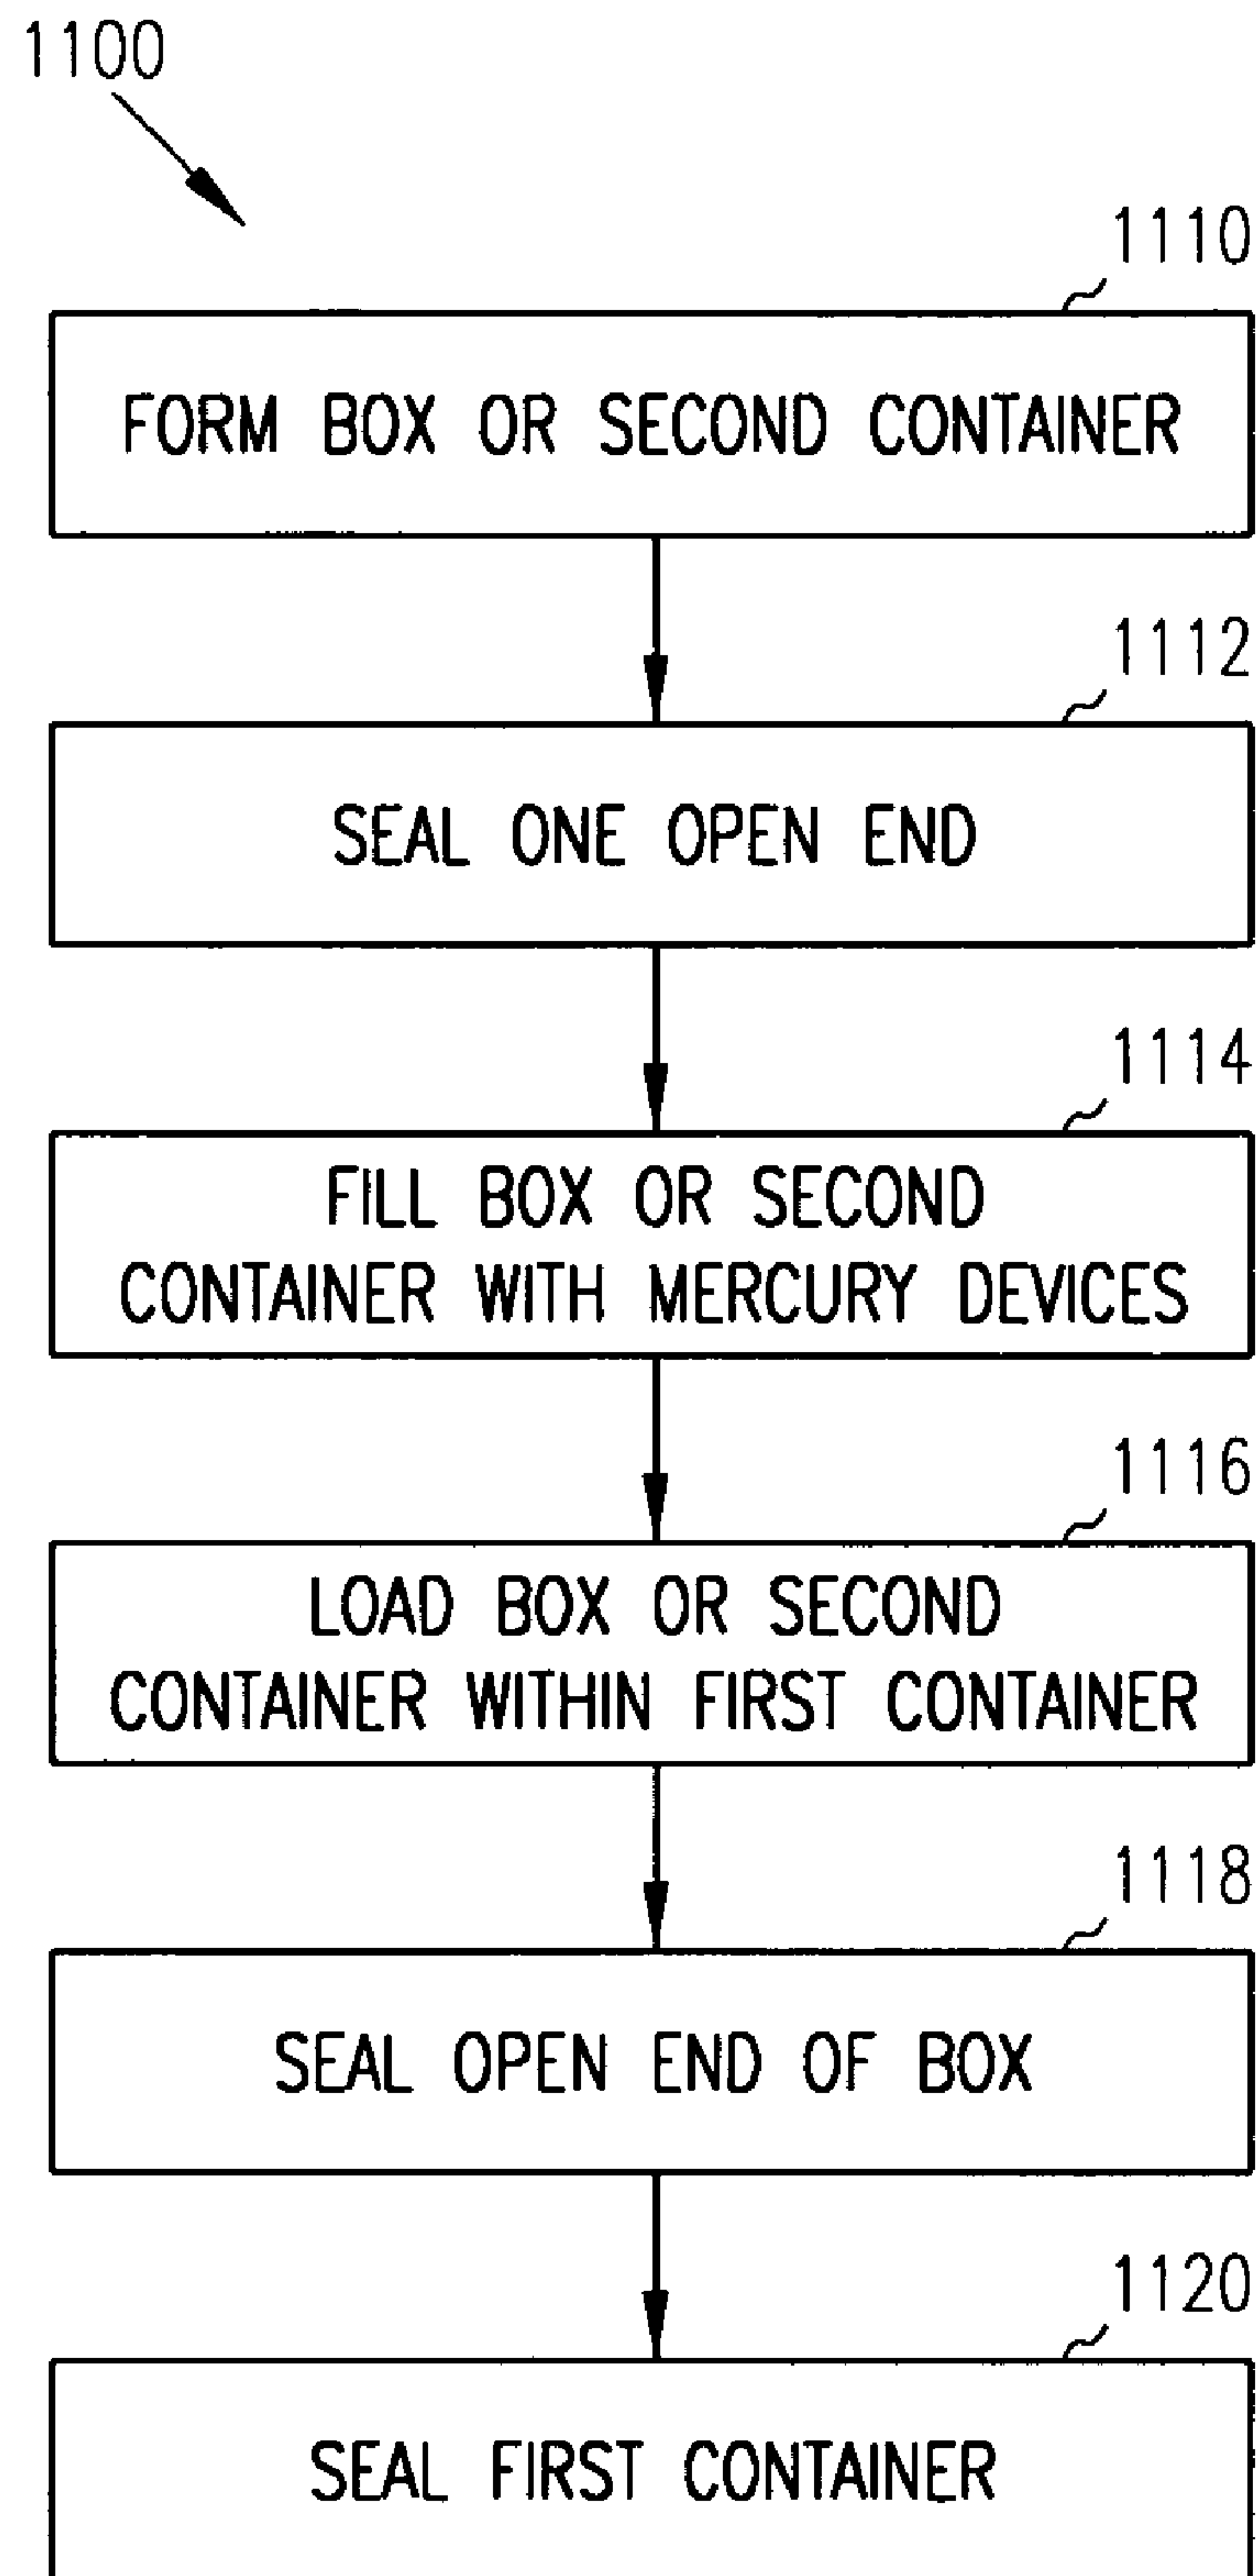 1100
1110
FORM BOX OR SECOND CONTAINER
1112
SEAL ONE OPEN END
1114
FILL BOX OR SECOND
CONTAINER WITH MERCURY DEVICES
1116
LOAD BOX OR SECOND
CONTAINER WITHIN FIRST CONTAINER
1118
SEAL OPEN END OF BOX
1120
SEAL FIRST CONTAINER